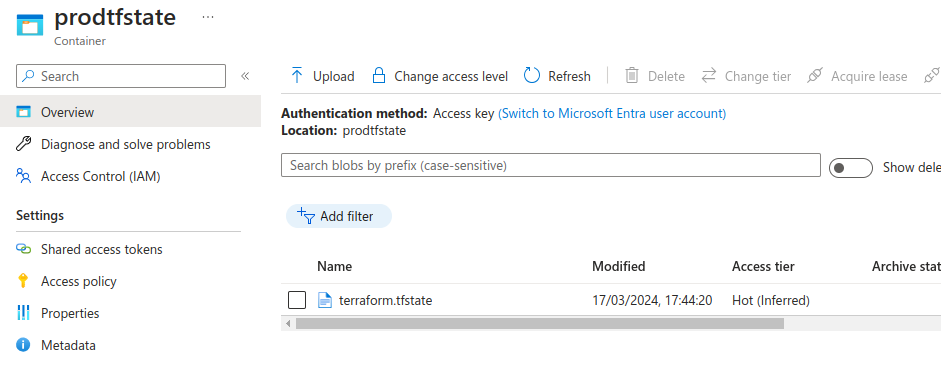 prodtfstate ...
Container
Search «
Overview
Diagnose and solve problems
Access Control (IAM)
Settings
Shared access tokens
Access policy
Properties
Metadata
Upload Change access level Refresh Delete Change tier Acquire lease
Authentication method: Access key (Switch to Microsoft Entra user account)
Location: prodtfstate
Search blobs by prefix (case-sensitive) Show dele
Add filter
Name Modified Access tier Archive stat
terraform.tfstate 17/03/2024, 17:44:20 Hot (Inferred)